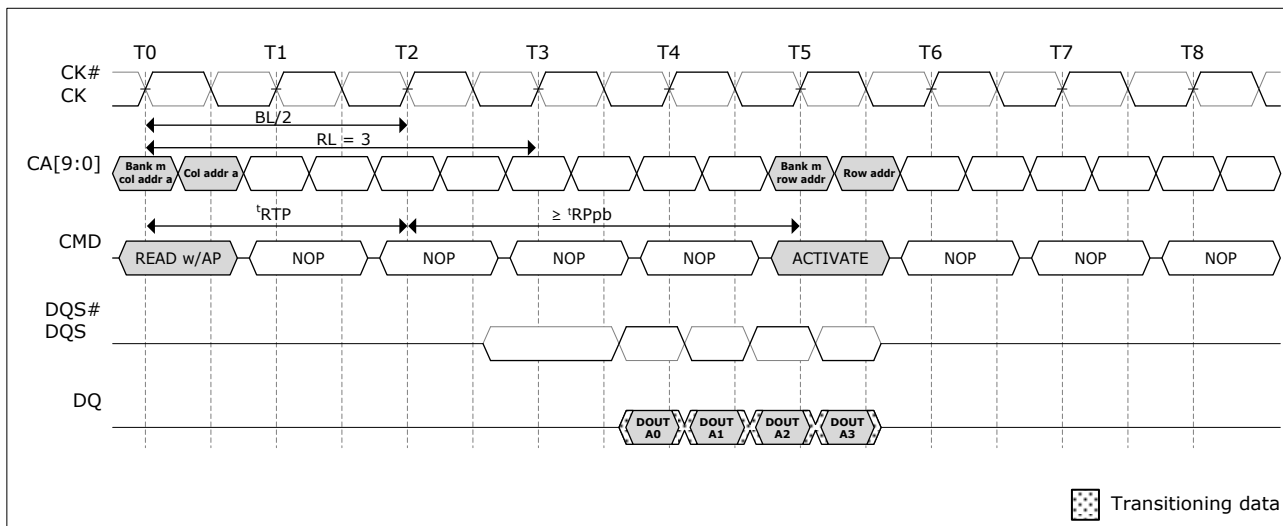 T0 T1 T2 T3 T4 T5 T6 T7 T8
CK#
CK
BL/2
RL = 3
CA[9:0]
Bank m
col addr a
Col addr a
Bank m
row addr
Row addr
tRTP
≥ tRPpb
CMD
READ w/AP NOP NOP NOP NOP ACTIVATE NOP NOP NOP
DQS#
DQS
DQ
DOUT
A0
DOUT
A1
DOUT
A2
DOUT
A3
Transitioning data